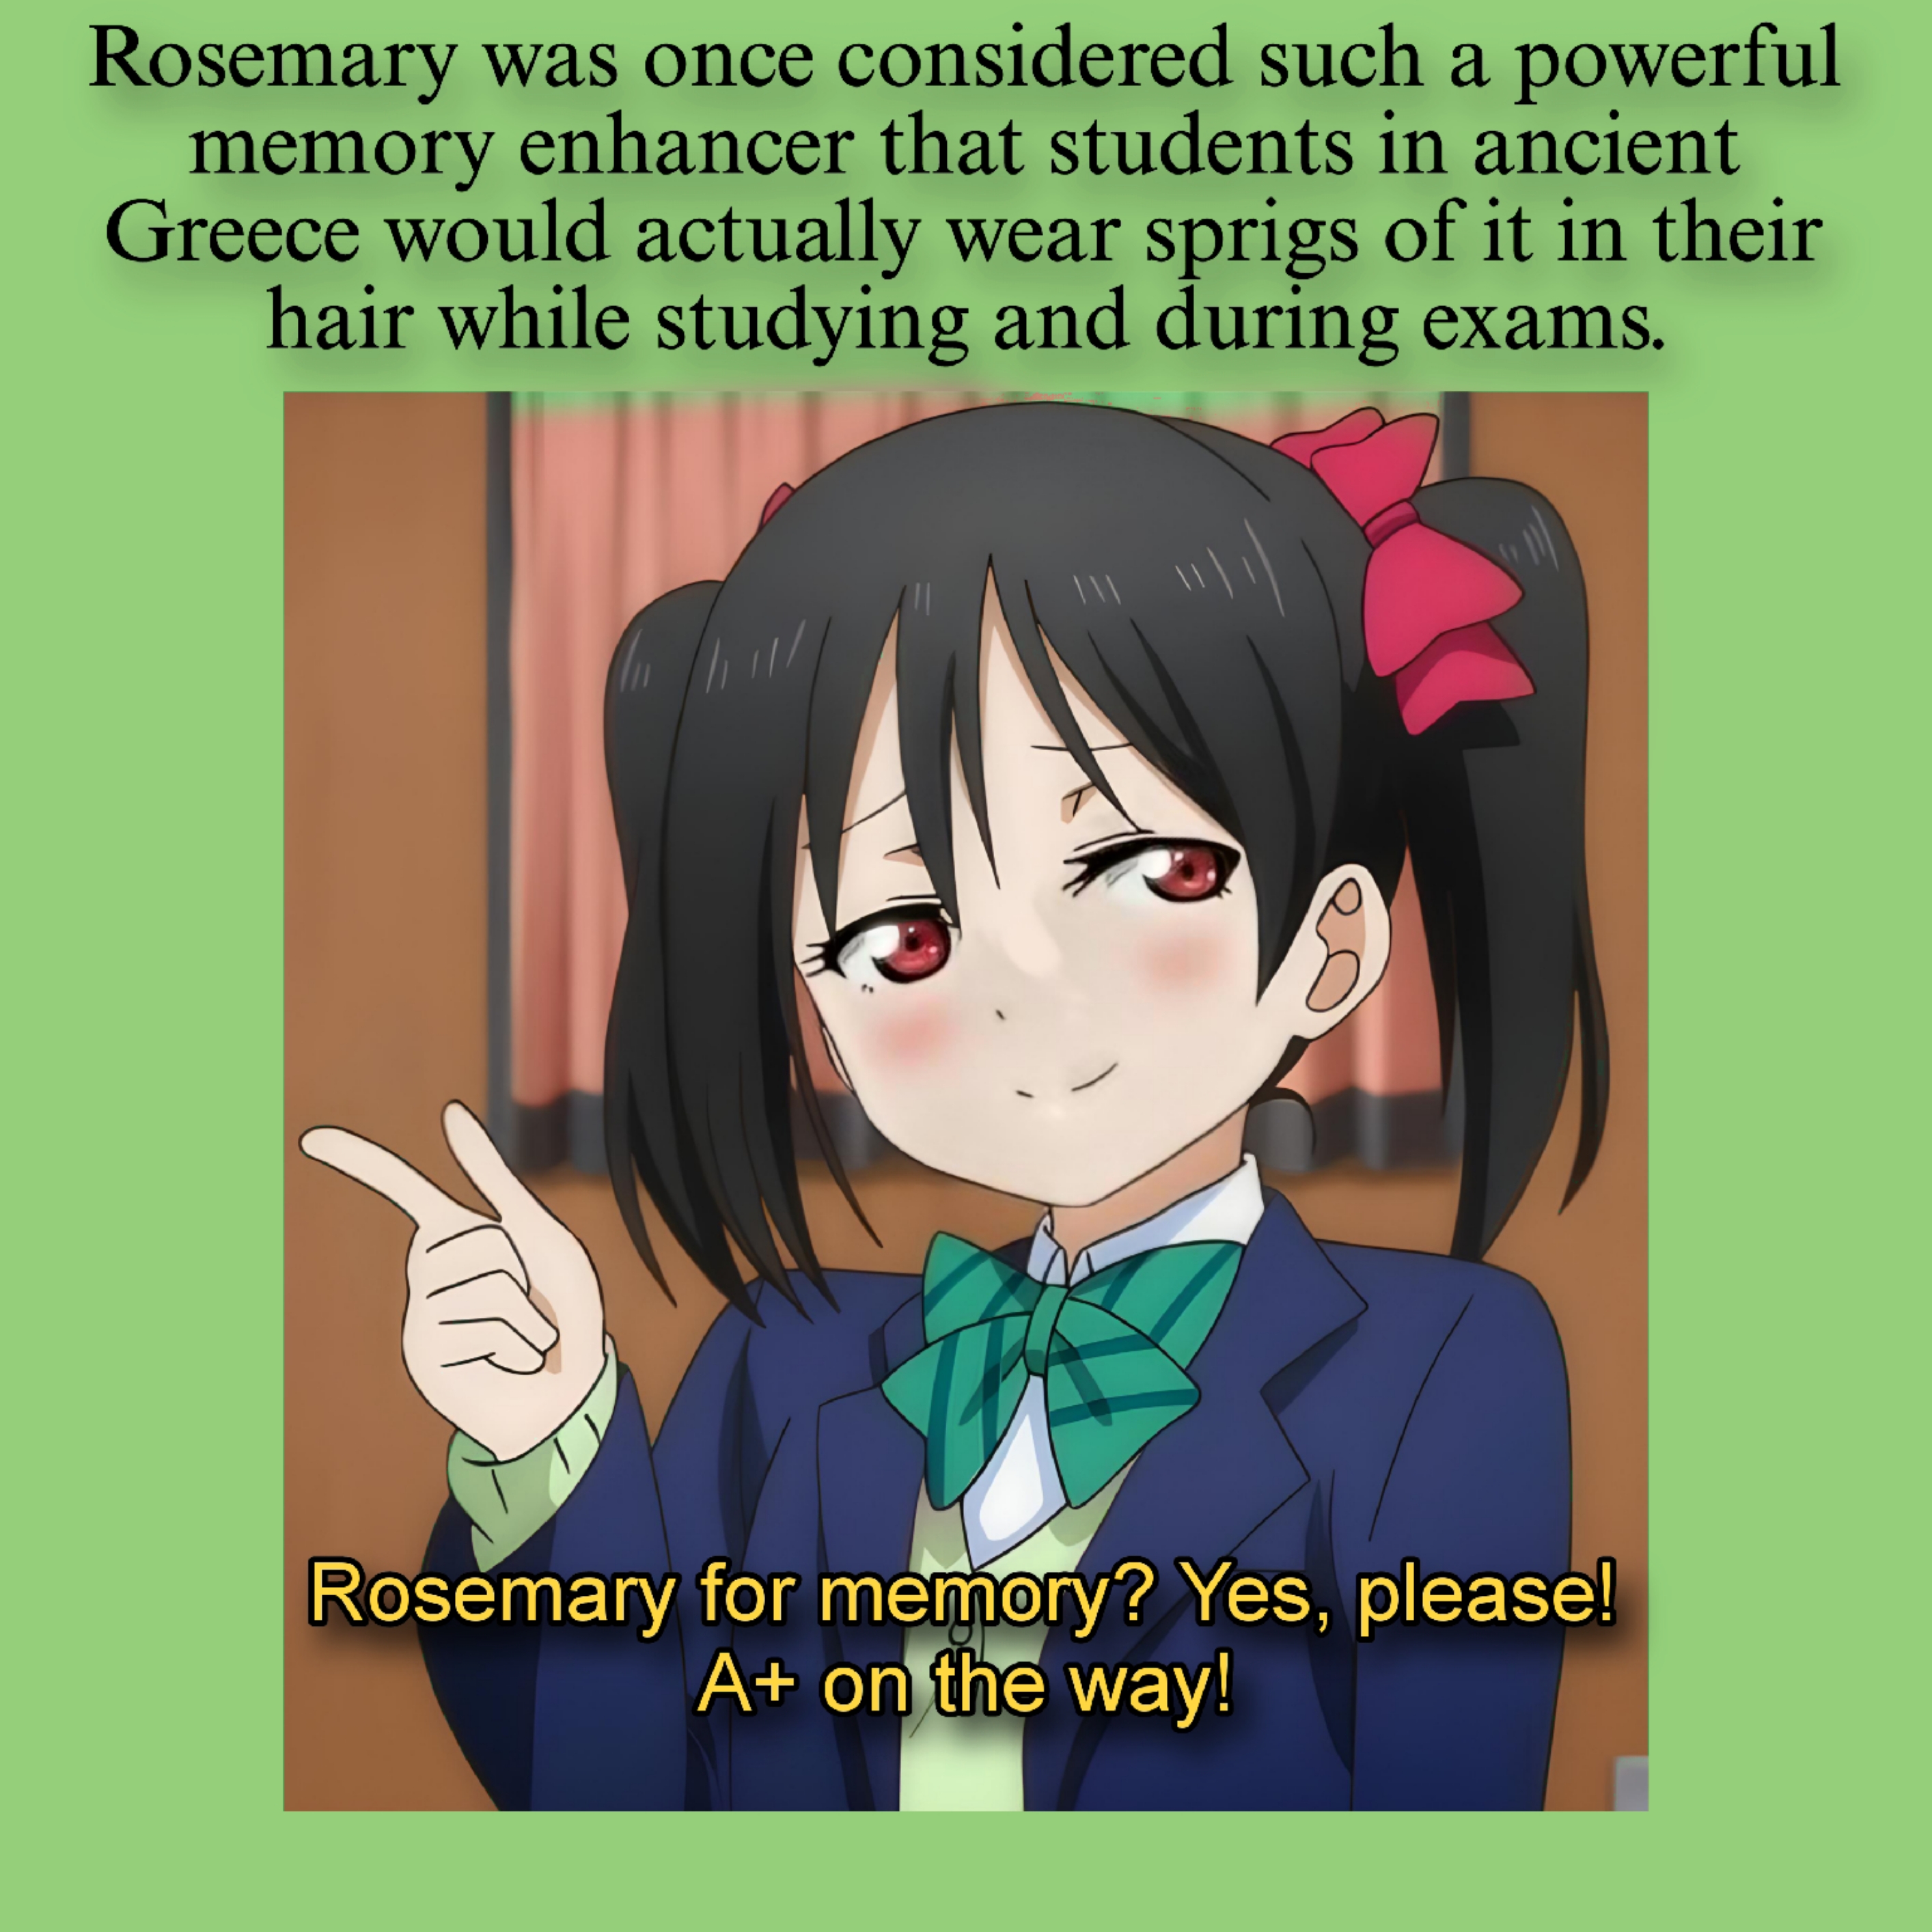 Rosemary was once considered such a powerful
memory enhancer that students in ancient
Greece would actually wear sprigs of it in their
hair while studying and during exams.
Rosemary for memory? Yes, please!
A+ on the way!